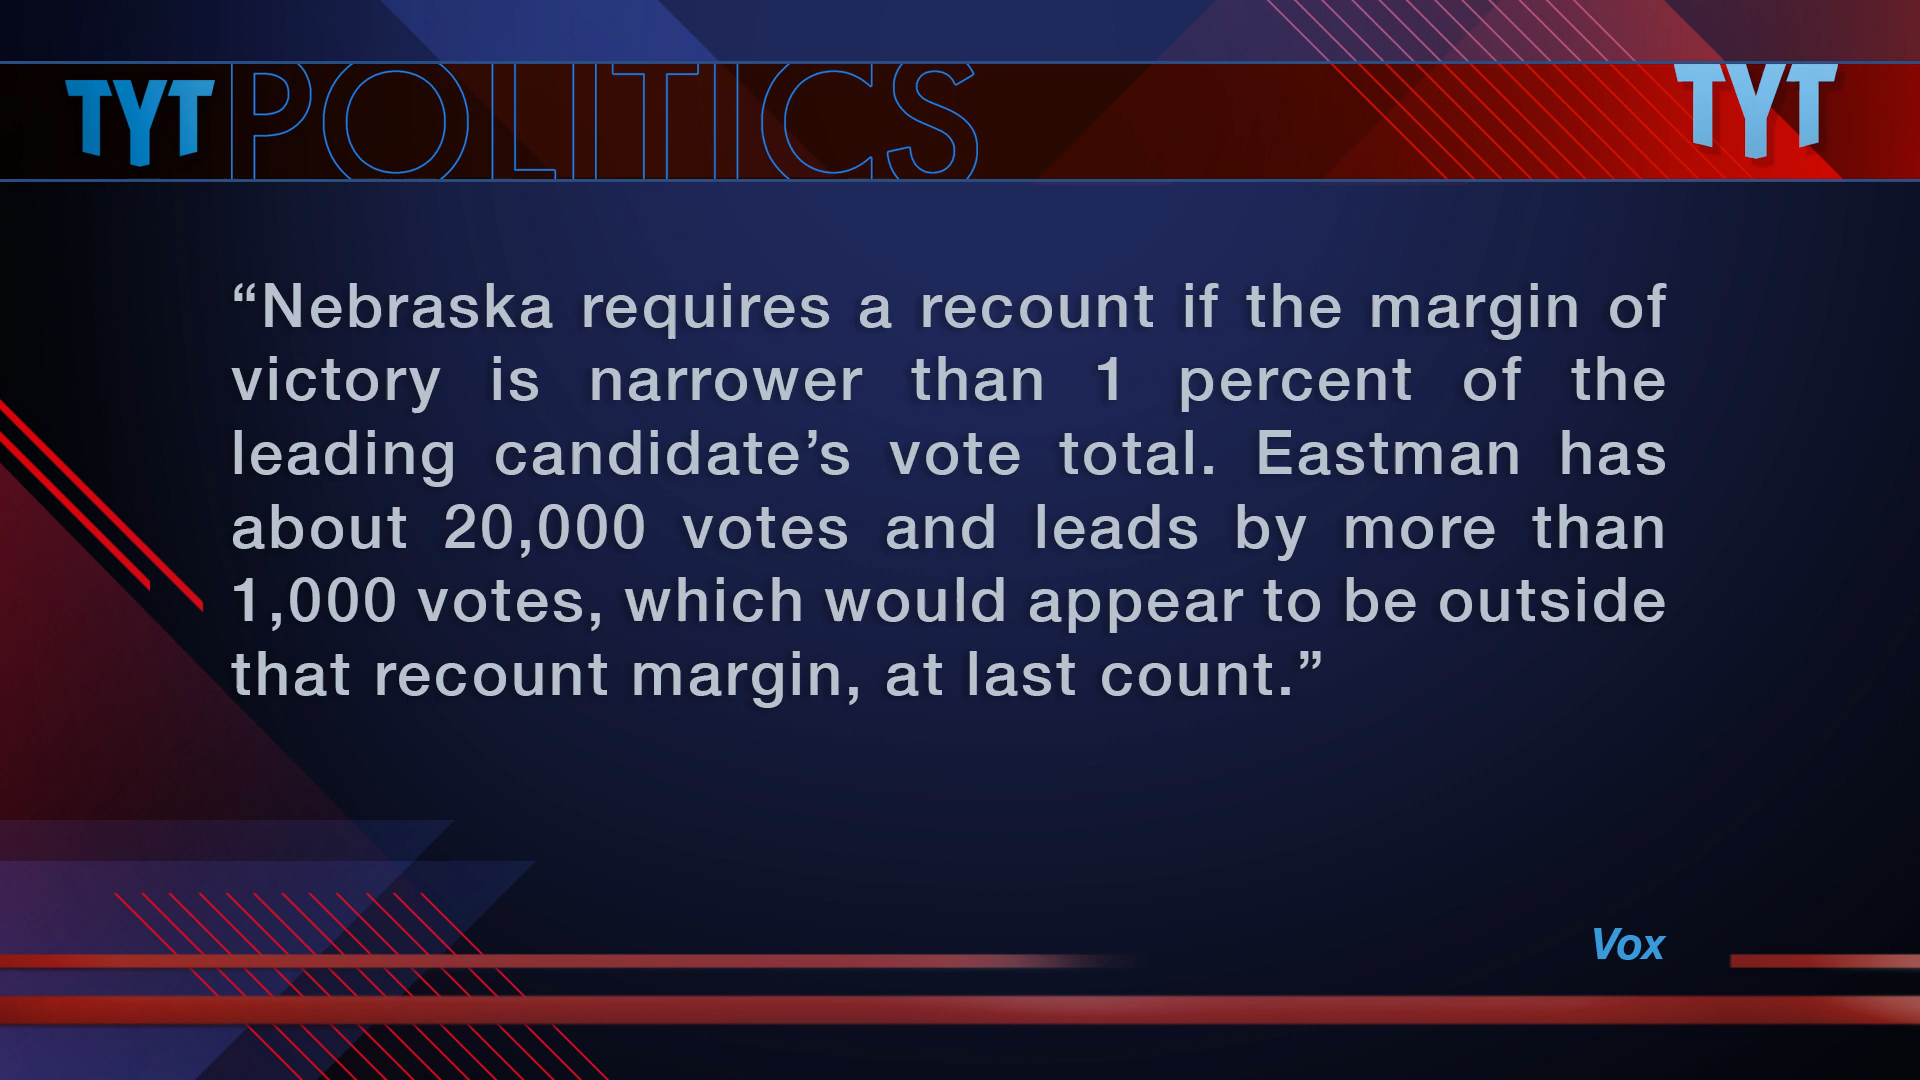 TYT POLITICS
TYT
“Nebraska requires a recount if the margin of
victory is narrower than 1 percent of the
leading candidate’s vote total. Eastman has
about 20,000 votes and leads by more than
1,000 votes, which would appear to be outside
that recount margin, at last count.”
Vox